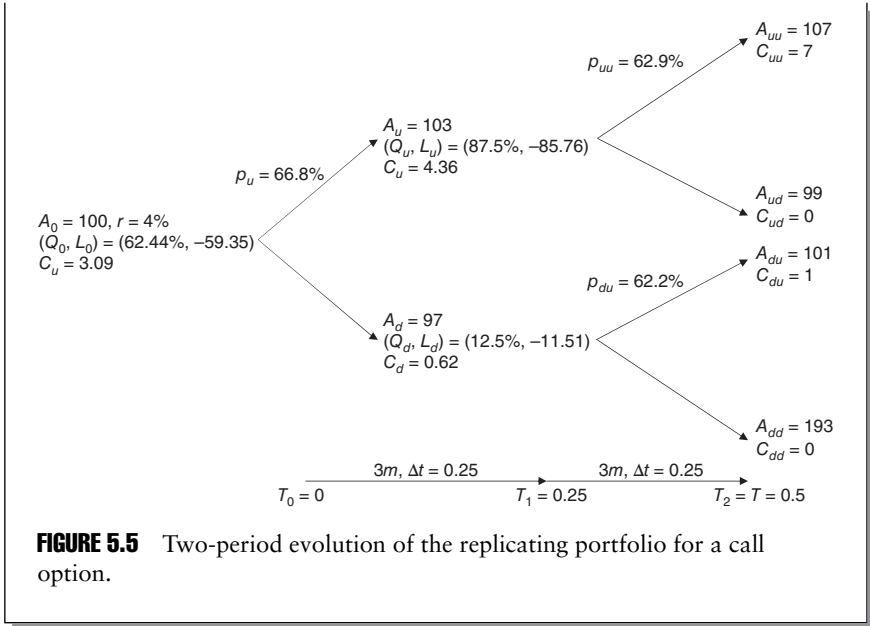 A_uu = 107
C_uu = 7
p_uu = 62.9%
A_u = 103
(Q_u, L_u) = (87.5%, −85.76)
C_u = 4.36
p_u = 66.8%
A_ud = 99
C_ud = 0
A_0 = 100, r = 4%
(Q_0, L_0) = (62.44%, −59.35)
C_u = 3.09
A_du = 101
C_du = 1
p_du = 62.2%
A_d = 97
(Q_d, L_d) = (12.5%, −11.51)
C_d = 0.62
A_dd = 193
C_dd = 0
3m, Δt = 0.25
3m, Δt = 0.25
T_0 = 0
T_1 = 0.25
T_2 = T = 0.5
FIGURE 5.5 Two-period evolution of the replicating portfolio for a call
option.